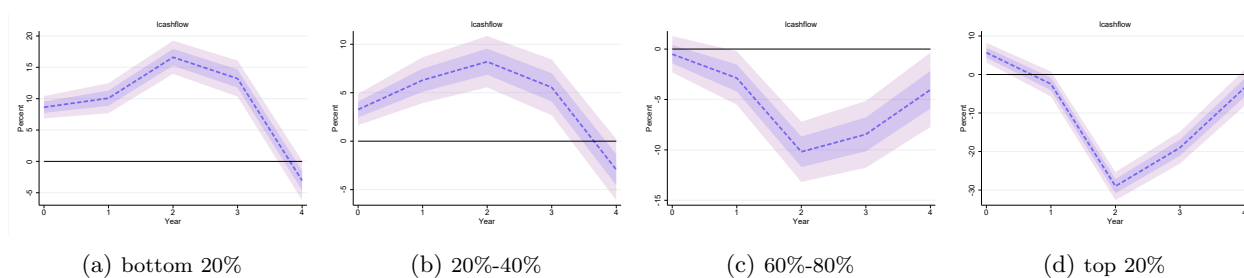 lcashflow
Percent
20
15
10
5
0
-5
0 1 2 3 4
Year
(a) bottom 20%
lcashflow
Percent
10
5
0
-5
0 1 2 3 4
Year
(b) 20%-40%
lcashflow
Percent
0
-5
-10
-15
0 1 2 3 4
Year
(c) 60%-80%
lcashflow
Percent
10
0
-10
-20
-30
0 1 2 3 4
Year
(d) top 20%